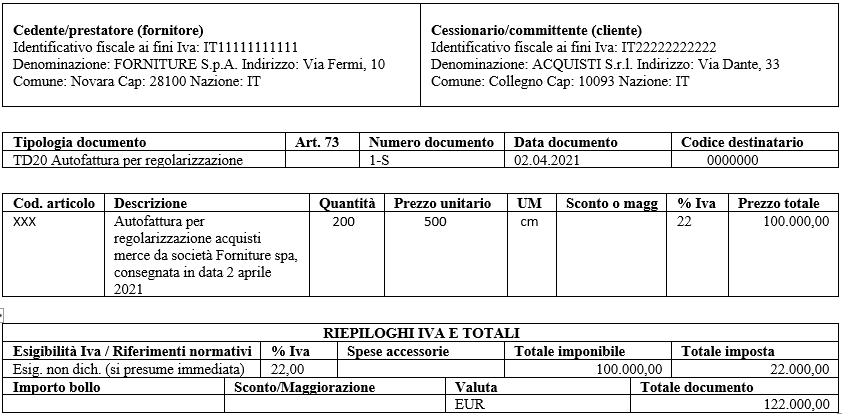 Cedente/prestatore (fornitore)
Identificativo fiscale ai fini Iva: IT11111111111
Denominazione: FORNITURE S.p.A. Indirizzo: Via Fermi, 10
Comune: Novara Cap: 28100 Nazione: IT
Cessionario/committente (cliente)
Identificativo fiscale ai fini Iva: IT22222222222
Denominazione: ACQUISTI S.r.l. Indirizzo: Via Dante, 33
Comune: Collegno Cap: 10093 Nazione: IT
Tipologia documento Art. 73 Numero documento Data documento Codice destinatario
TD20 Autofattura per regolarizzazione 1-S 02.04.2021 0000000
Cod. articolo Descrizione Quantità Prezzo unitario UM Sconto o magg % Iva Prezzo totale
XXX Autofattura per 200 500 cm 22 100.000,00
regolarizzazione acquisti
merce da società Forniture spa,
consegnata in data 2 aprile
2021
RIEPILOGHI IVA E TOTALI
Esigibilità Iva / Riferimenti normativi % Iva Spese accessorie Totale imponibile Totale imposta
Esig. non dich. (si presume immediata) 22,00 100.000,00 22.000,00
Importo bollo Sconto/Maggiorazione Valuta Totale documento
EUR 122.000,00